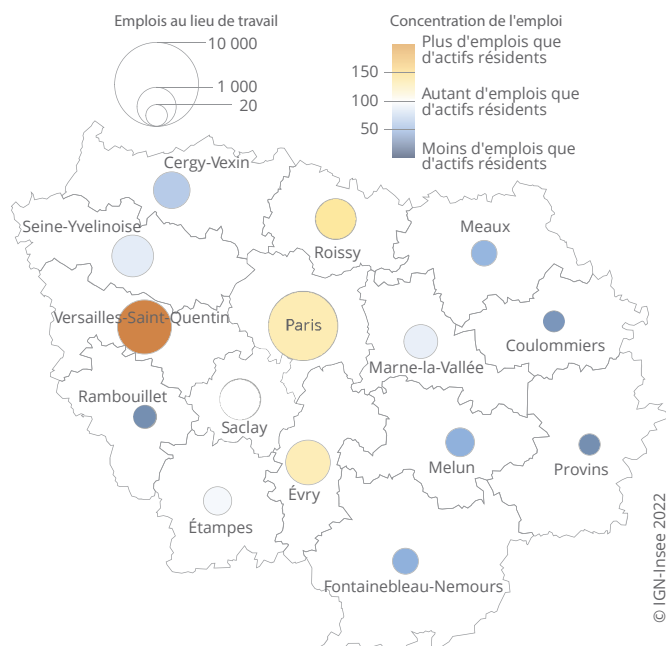 Emplois au lieu de travail
10 000
1 000
20
Concentration de l'emploi
Plus d'emplois que
d'actifs résidents
150
Autant d'emplois que
100
d'actifs résidents
50
Moins d'emplois que
d'actifs résidents
Cergy-Vexin
Seine-Yvelinoise
Roissy
Meaux
Versailles-Saint-Quentin
Paris
Coulommiers
Marne-la-Vallée
Rambouillet
Saclay
Melun
Provins
Évry
Étampes
Fontainebleau-Nemours
© IGN-Insee 2022